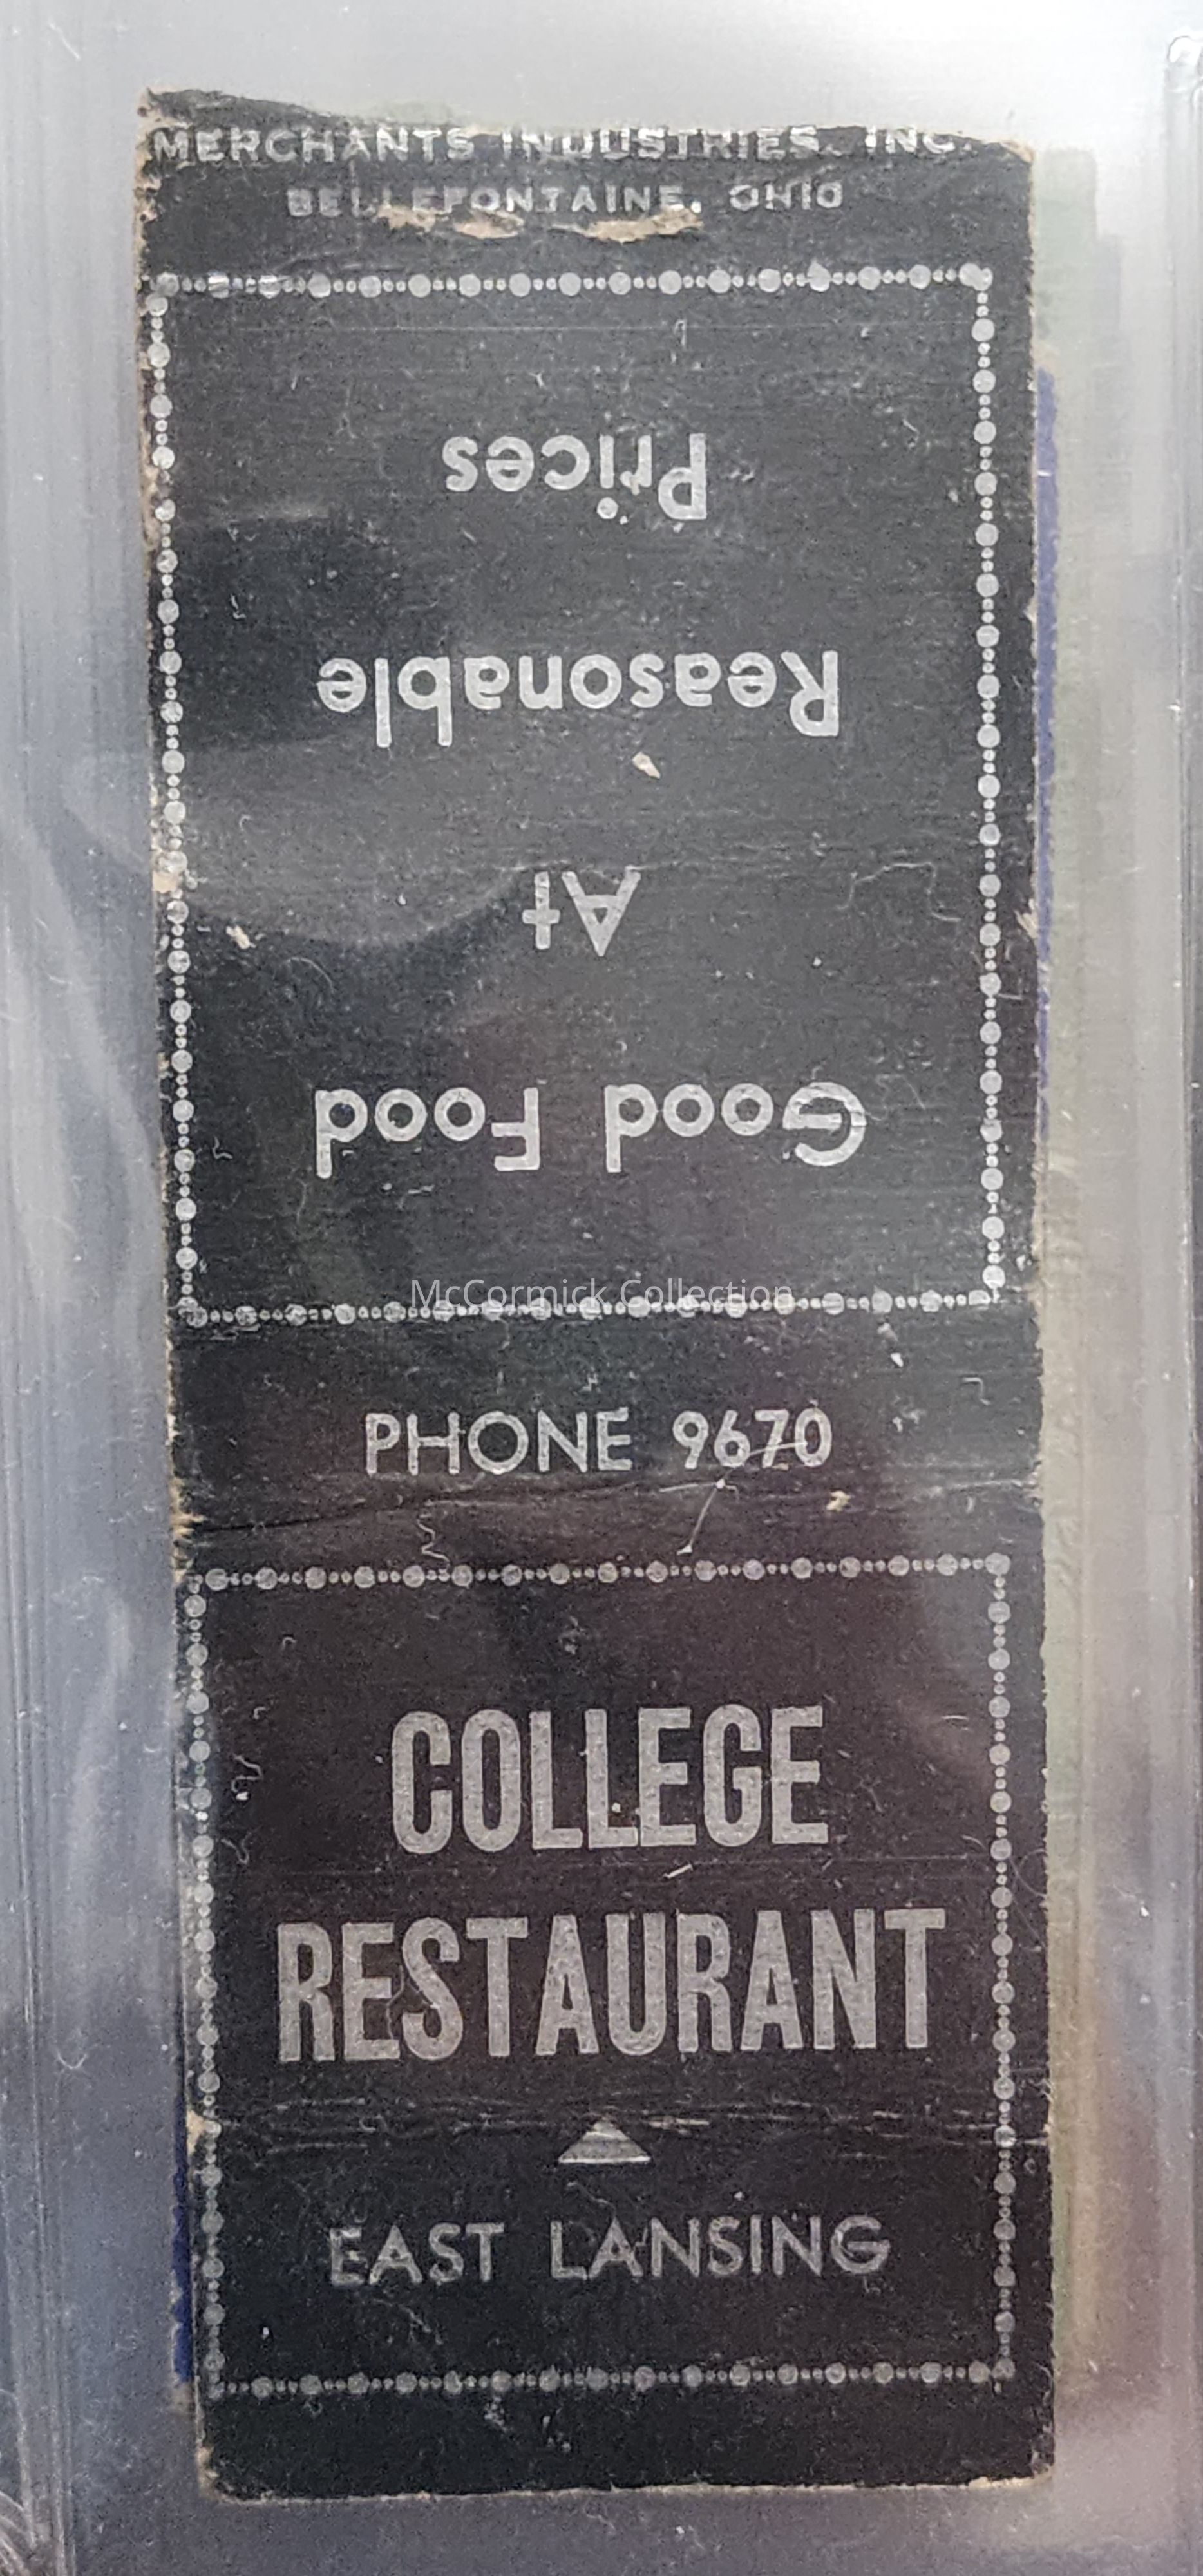 MERCHANTS INDUSTRIES, INC.
BELLEFONTAINE, OHIO
Good Food
At
Reasonable
Prices
McCormick Collection
PHONE 9670
COLLEGE
RESTAURANT
EAST LANSING